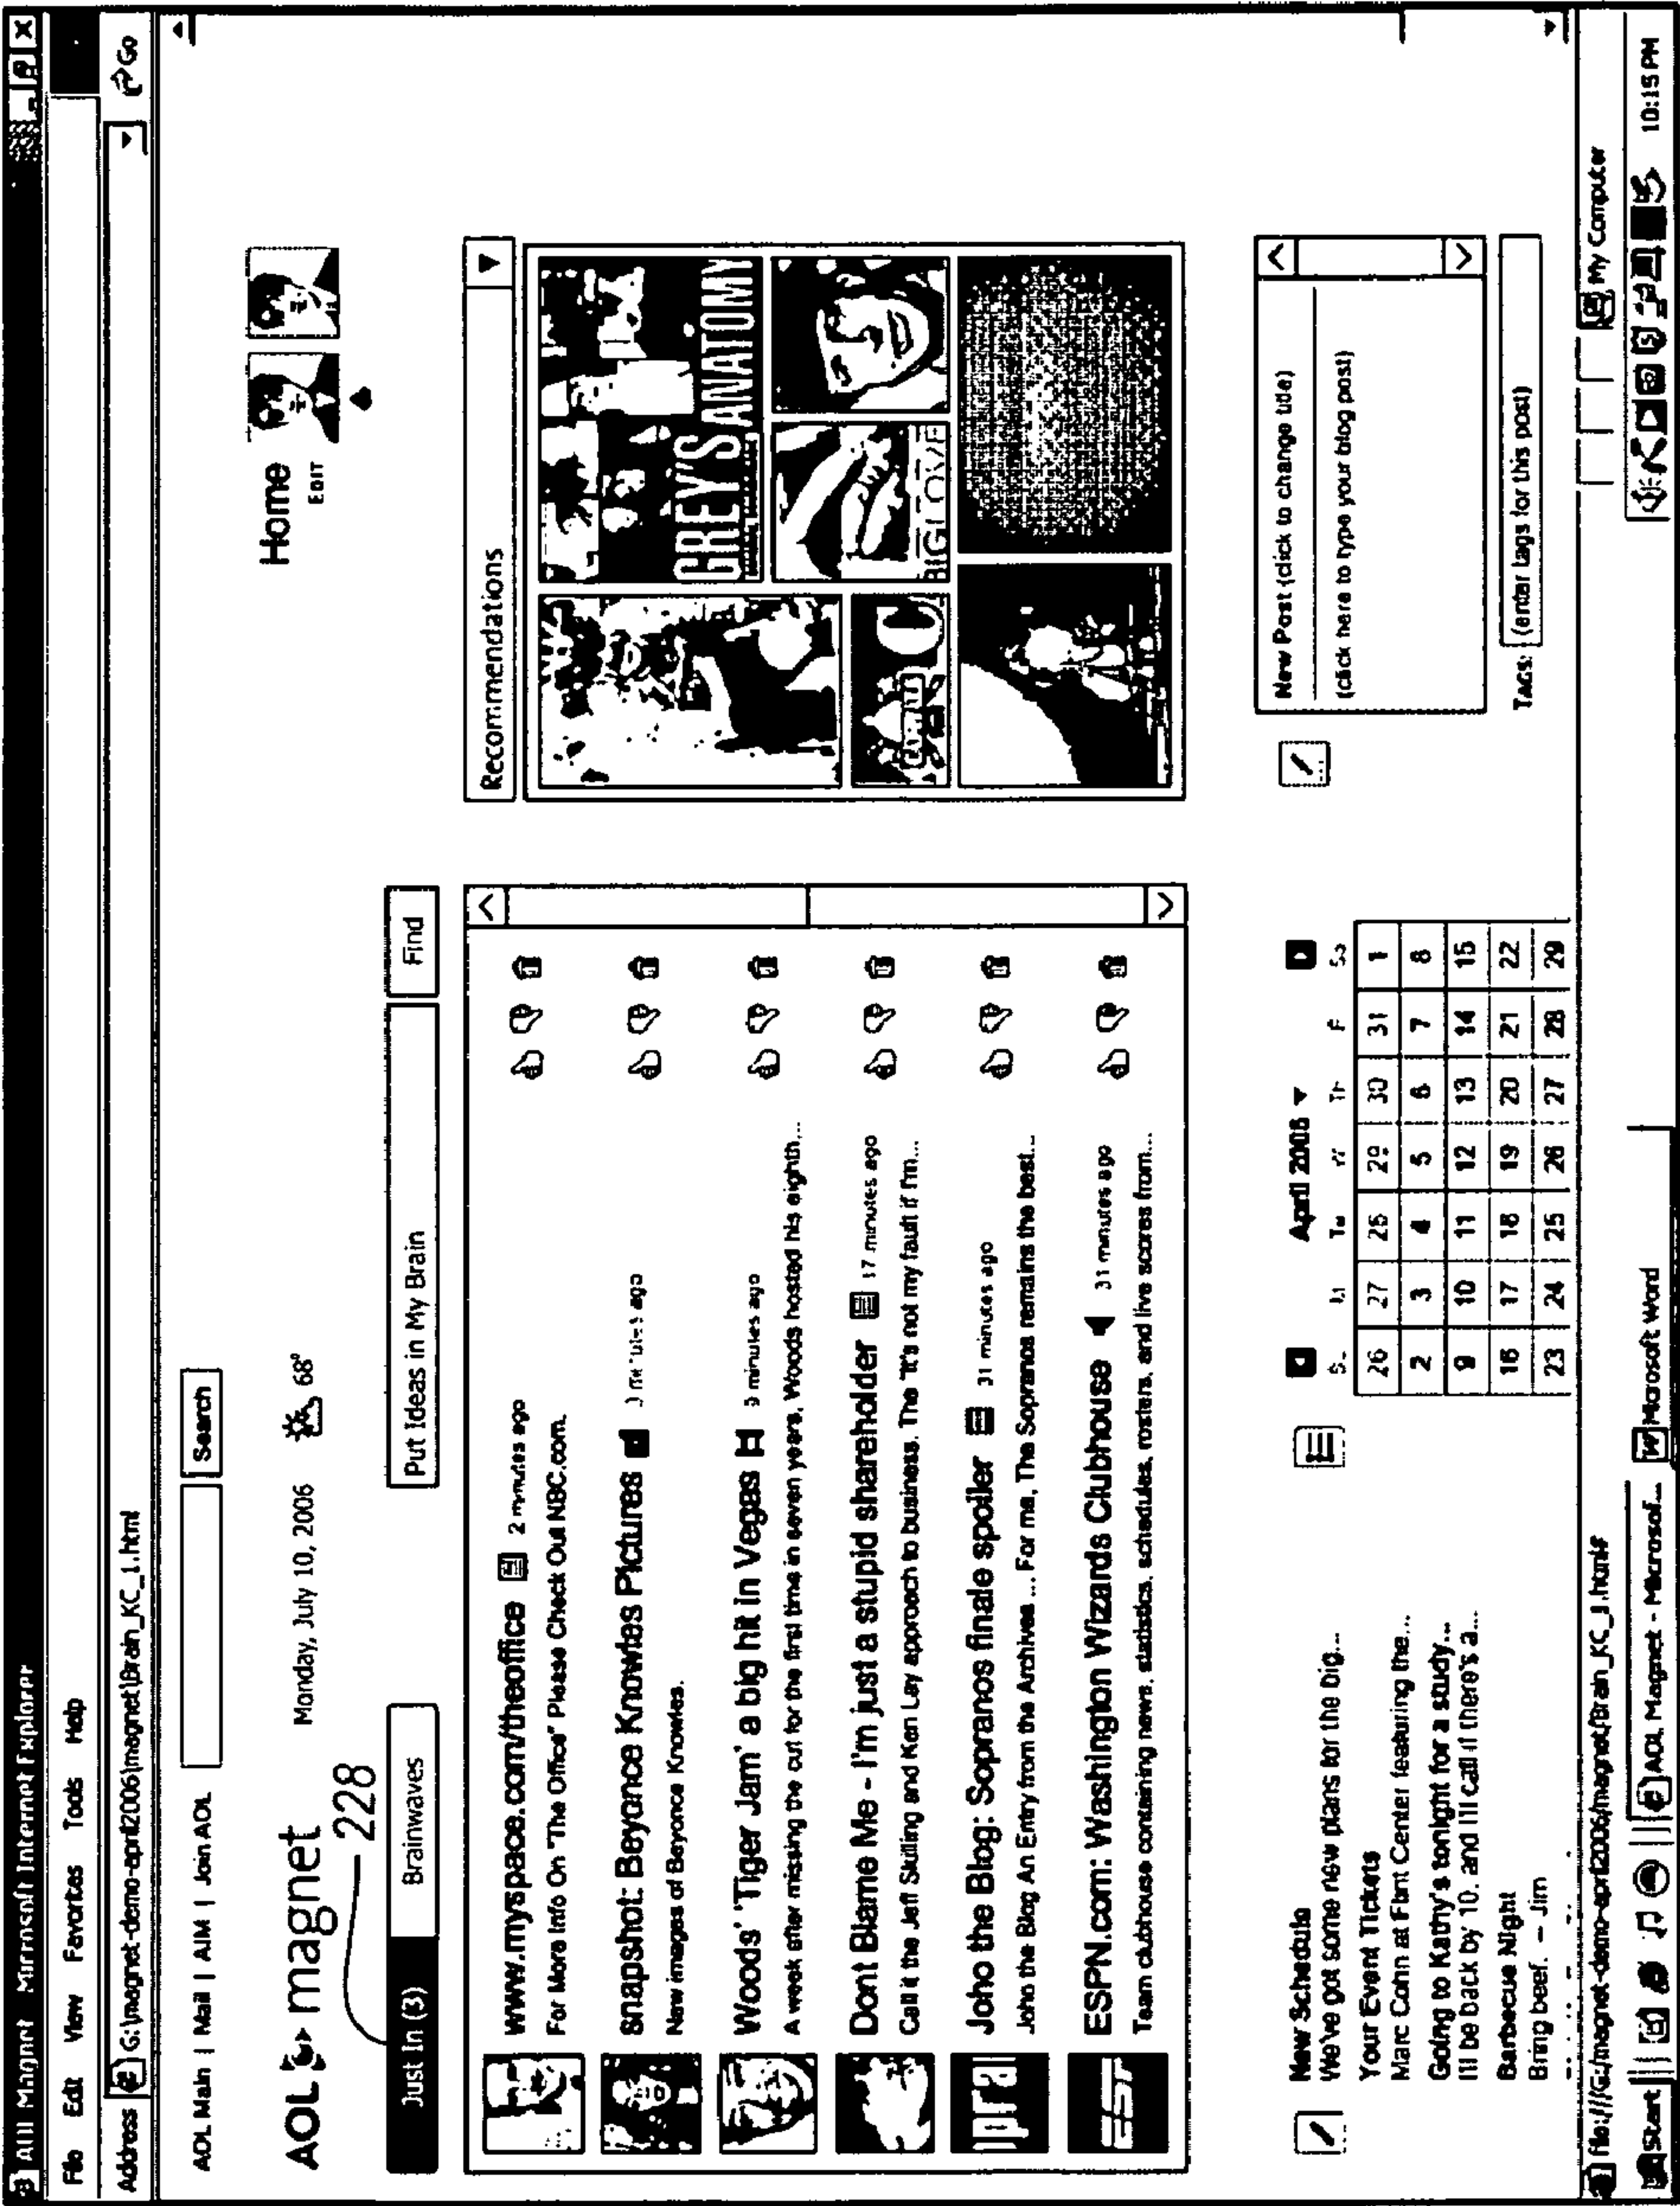 AOL Magnet Microsoft Internet Explorer
File Edit View Favorites Tools Help
Address G:\magnet-demo-april2006\magnet\Brain_KC_1.html Go
AOL Main | Mail | AIM | Join AOL Search
AOL magnet Monday, July 10, 2006 68°
Home
EDIT
228
Just In (3) Brainwaves Put Ideas in My Brain Find
www.myspace.com/theoffice 2 minutes ago
For More Info On "The Office" Please Check Out NBC.com.
Snapshot: Beyonce Knowles Pictures minutes ago
New images of Beyonce Knowles.
Woods' 'Tiger Jam' a big hit in Vegas 9 minutes ago
A week after missing the cut for the first time in seven years, Woods hosted his eighth...
Dont Blame Me - I'm just a stupid shareholder 17 minutes ago
Call it the Jeff Skilling and Ken Lay approach to business. The "It's not my fault if I'm...
Joho the Blog: Sopranos finale spoiler 31 minutes ago
Joho the Blog An Entry from the Archives ... For me, The Sopranos remains the best...
ESPN.com: Washington Wizards Clubhouse 31 minutes ago
Team clubhouse containing news, statistics, schedules, rosters, and live scores from...
Recommendations
GREY'S ANATOMY
BIG LOVE
New Schedule
We've got some new plans for the big...
Your Event Tickets
Marc Cohn at Flint Center featuring the...
Going to Kathy's tonight for a study...
I'll be back by 10. and I'll call if there's a...
Barbecue Night
Bring beef. — Jim
April 2006
S M Tu W Th F Sa
26 27 28 29 30 31 1
2 3 4 5 6 7 8
9 10 11 12 13 14 15
16 17 18 19 20 21 22
23 24 25 26 27 28 29
New Post (click to change title)
(click here to type your blog post)
TAGS: (enter tags for this post)
file:///G:/magnet-demo-april2006/magnet/Brain_KC_1.html# My Computer
Start AOL Magnet - Microsof... Microsoft Word 10:15 PM